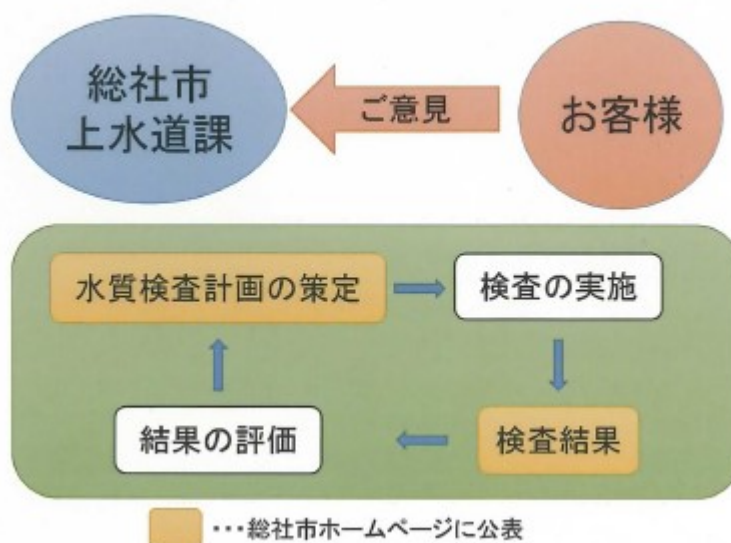 総社市
上水道課
ご意見
お客様
水質検査計画の策定
検査の実施
結果の評価
検査結果
･･･総社市ホームページに公表